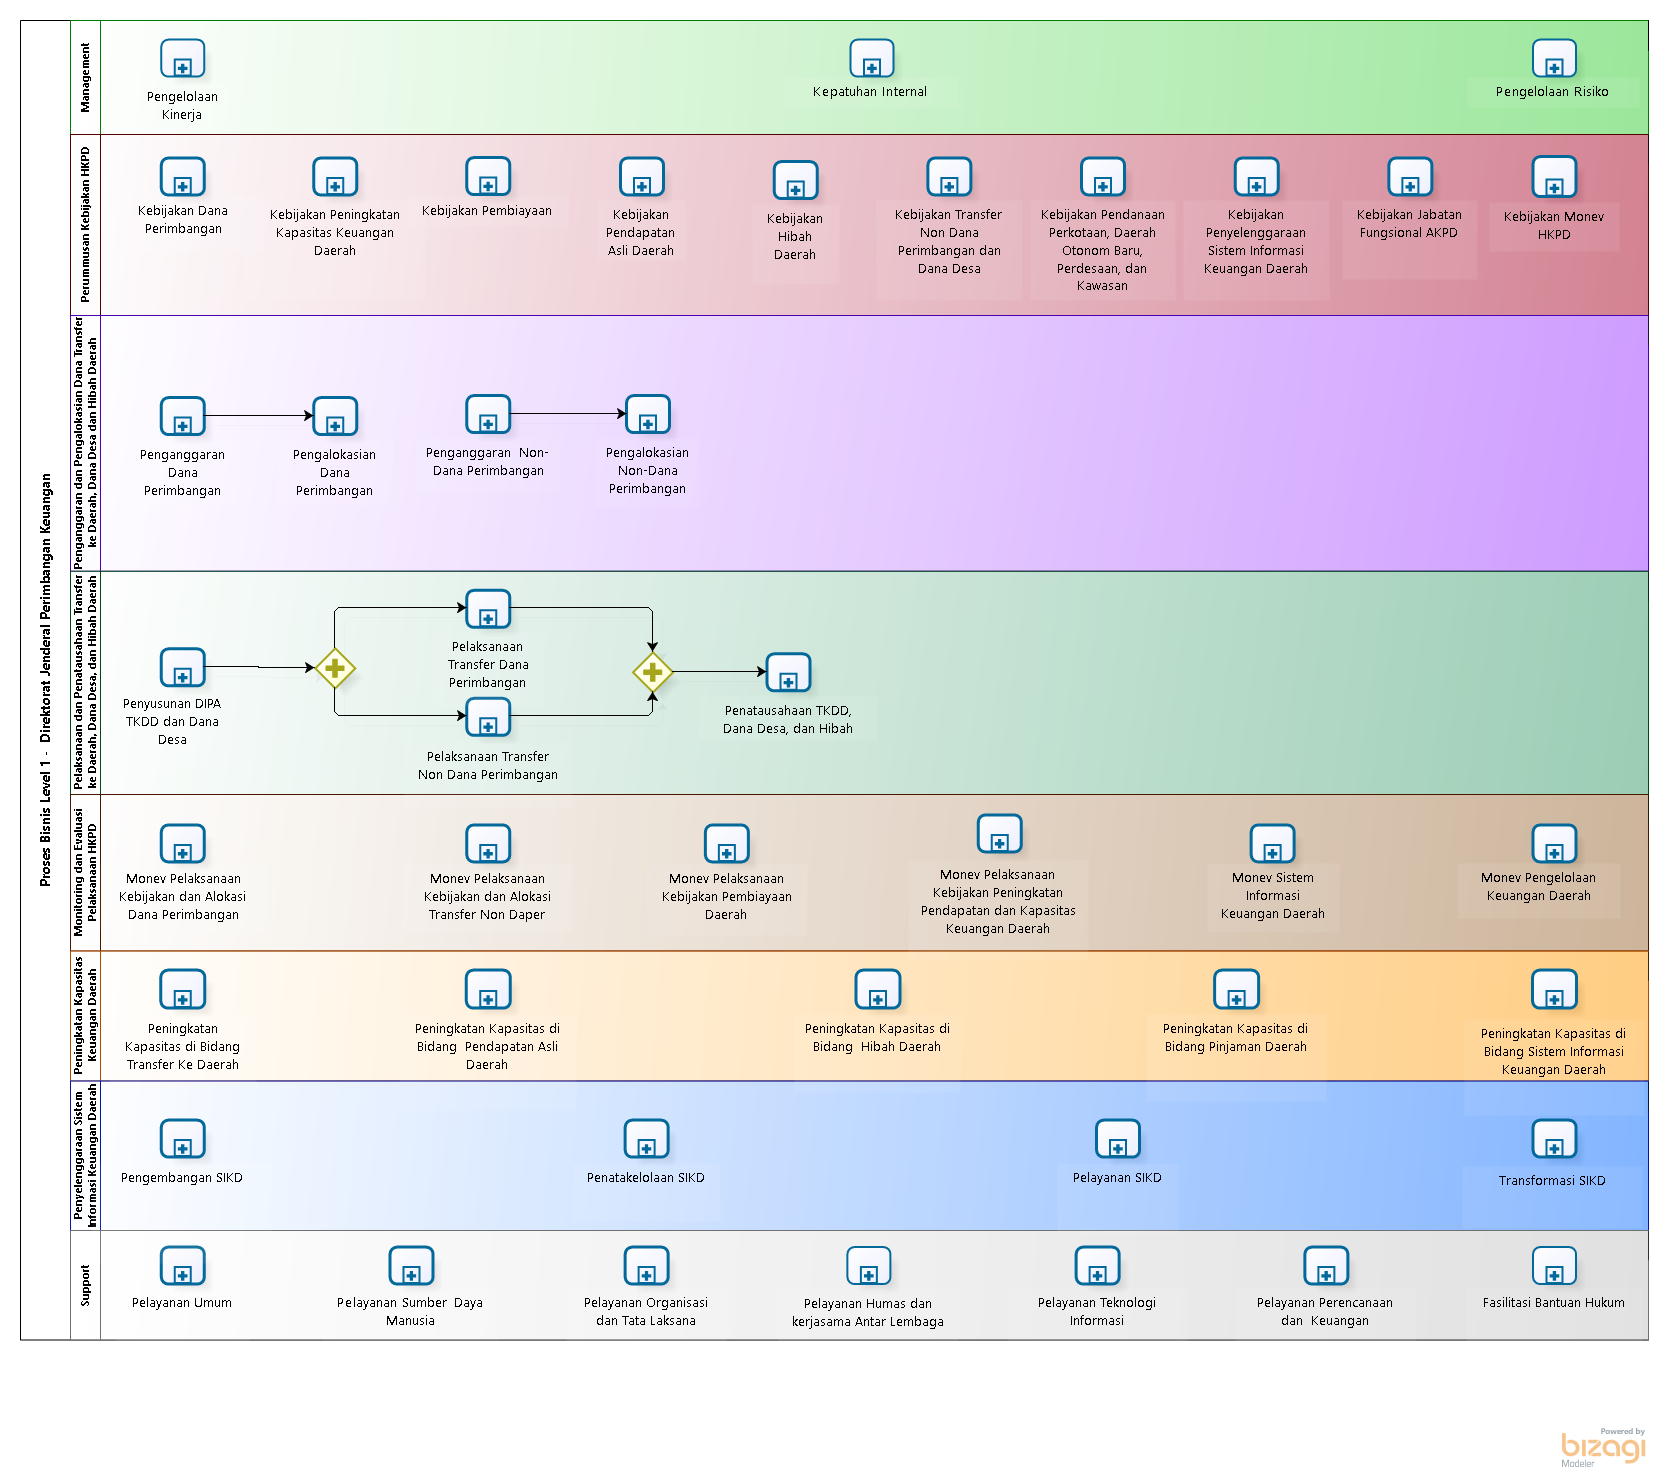 Proses Bisnis Level 1 - Direktorat Jenderal Perimbangan Keuangan
Management
Pengelolaan
Kinerja
Kepatuhan Internal
Pengelolaan Risiko
Perummusan Kebijakan HKPD
Kebijakan Dana
Perimbangan
Kebijakan Peningkatan
Kapasitas Keuangan
Daerah
Kebijakan Pembiayaan
Kebijakan
Pendapatan
Asli Daerah
Kebijakan
Hibah
Daerah
Kebijakan Transfer
Non Dana
Perimbangan dan
Dana Desa
Kebijakan Pendanaan
Perkotaan, Daerah
Otonom Baru,
Perdesaan, dan
Kawasan
Kebijakan
Penyelenggaraan
Sistem Informasi
Keuangan Daerah
Kebijakan Jabatan
Fungsional AKPD
Kebijakan Monev
HKPD
Penganggaran dan Pengalokasian Dana Transfer
ke Daerah, Dana Desa dan Hibah Daerah
Penganggaran
Dana
Perimbangan
Pengalokasian
Dana
Perimbangan
Penganggaran Non-
Dana Perimbangan
Pengalokasian
Non-Dana
Perimbangan
Pelaksanaan dan Penatausahaan Transfer
ke Daerah, Dana Desa, dan Hibah Daerah
Penyusunan DIPA
TKDD dan Dana
Desa
Pelaksanaan
Transfer Dana
Perimbangan
Pelaksanaan Transfer
Non Dana Perimbangan
Penatausahaan TKDD,
Dana Desa, dan Hibah
Monitoring dan Evaluasi
Pelaksanaan HKPD
Monev Pelaksanaan
Kebijakan dan Alokasi
Dana Perimbangan
Monev Pelaksanaan
Kebijakan dan Alokasi
Transfer Non Daper
Monev Pelaksanaan
Kebijakan Pembiayaan
Daerah
Monev Pelaksanaan
Kebijakan Peningkatan
Pendapatan dan Kapasitas
Keuangan Daerah
Monev Sistem
Informasi
Keuangan Daerah
Monev Pengelolaan
Keuangan Daerah
Peningkatan Kapasitas
Keuangan Daerah
Peningkatan
Kapasitas di Bidang
Transfer Ke Daerah
Peningkatan Kapasitas di
Bidang Pendapatan Asli
Daerah
Peningkatan Kapasitas di
Bidang Hibah Daerah
Peningkatan Kapasitas di
Bidang Pinjaman Daerah
Peningkatan Kapasitas di
Bidang Sistem Informasi
Keuangan Daerah
Penyelenggaraan Sistem
Informasi Keuangan Daerah
Pengembangan SIKD
Penatakelolaan SIKD
Pelayanan SIKD
Transformasi SIKD
Support
Pelayanan Umum
Pelayanan Sumber Daya
Manusia
Pelayanan Organisasi
dan Tata Laksana
Pelayanan Humas dan
kerjasama Antar Lembaga
Pelayanan Teknologi
Informasi
Pelayanan Perencanaan
dan Keuangan
Fasilitasi Bantuan Hukum
Powered by
bizagi
Modeler